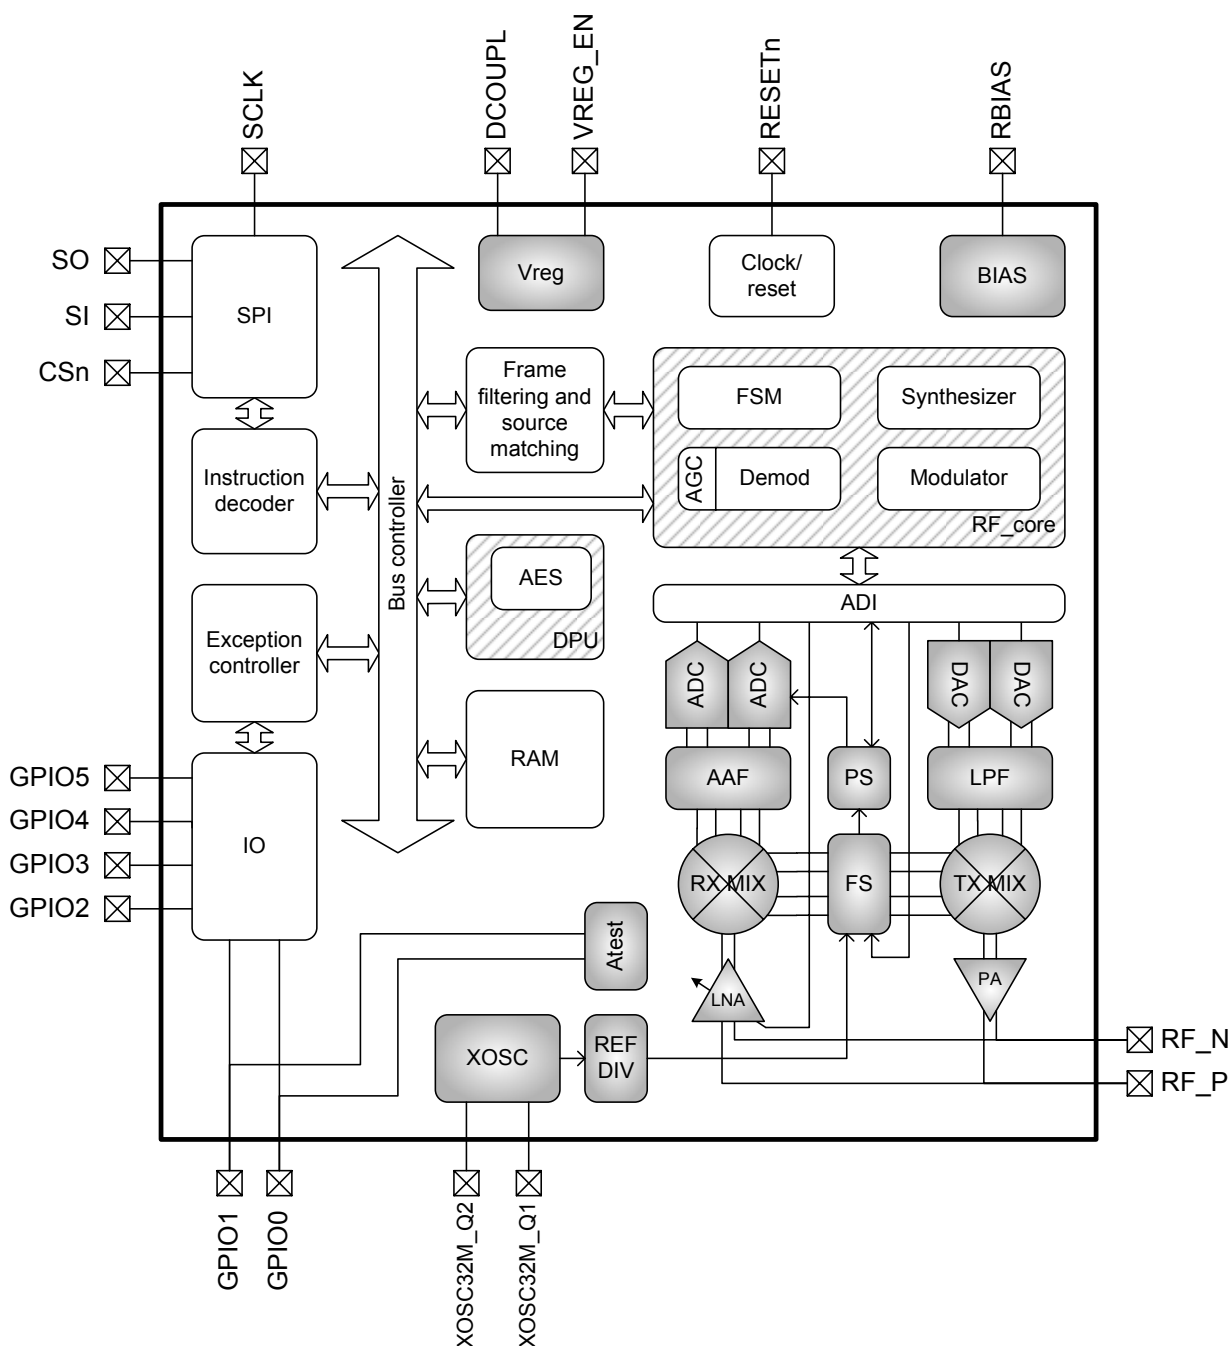 SCLK
DCOUPL
VREG_EN
RESETn
RBIAS
SO
SI
CSn
SPI
Vreg
Clock/
reset
BIAS
Frame
filtering and
source
matching
FSM
Synthesizer
AGC
Demod
Modulator
RF_core
Instruction
decoder
Bus controller
AES
DPU
ADI
Exception
controller
ADC
ADC
DAC
DAC
RAM
AAF
PS
LPF
GPIO5
GPIO4
GPIO3
GPIO2
IO
RX MIX
FS
TX MIX
Atest
LNA
PA
XOSC
REF
DIV
RF_N
RF_P
GPIO1
GPIO0
XOSC32M_Q2
XOSC32M_Q1